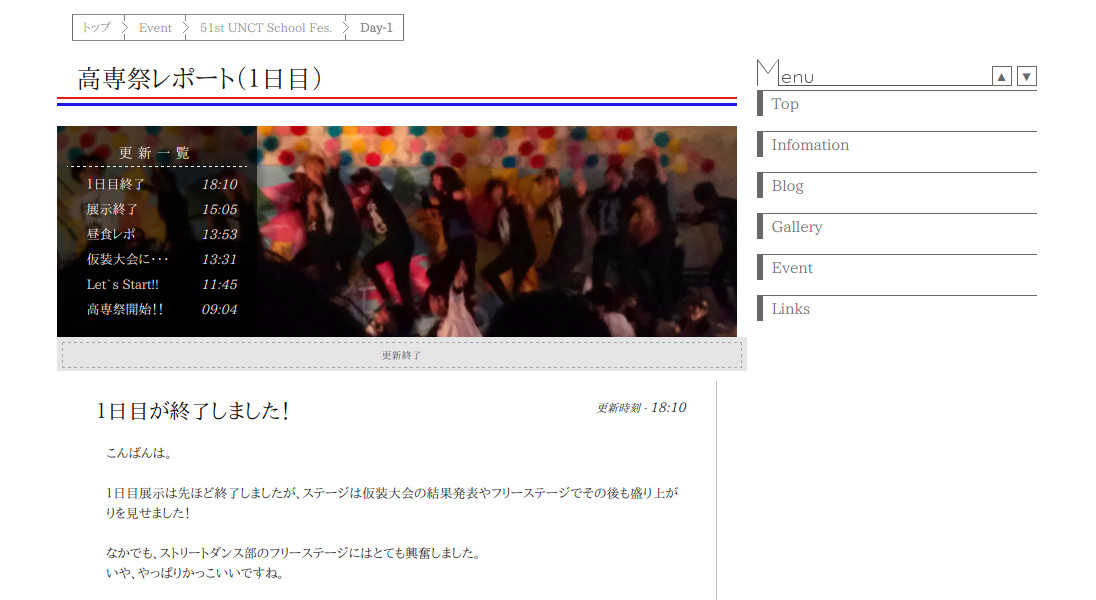 トップ Event 51st UNCT School Fes. Day-1
高専祭レポート(1日目)
Menu ▲ ▼
Top
Infomation
Blog
Gallery
Event
Links
更新一覧
1日目終了 18:10
展示終了 15:05
昼食レポ 13:53
仮装大会に・・・ 13:31
Let`s Start!! 11:45
高専祭開始!! 09:04
更新終了
1日目が終了しました!
更新時刻 - 18:10
こんばんは。
1日目展示は先ほど終了しましたが、ステージは仮装大会の結果発表やフリーステージでその後も盛り上が
りを見せました!
なかでも、ストリートダンス部のフリーステージにはとても興奮しました。
いや、やっぱりかっこいいですね。